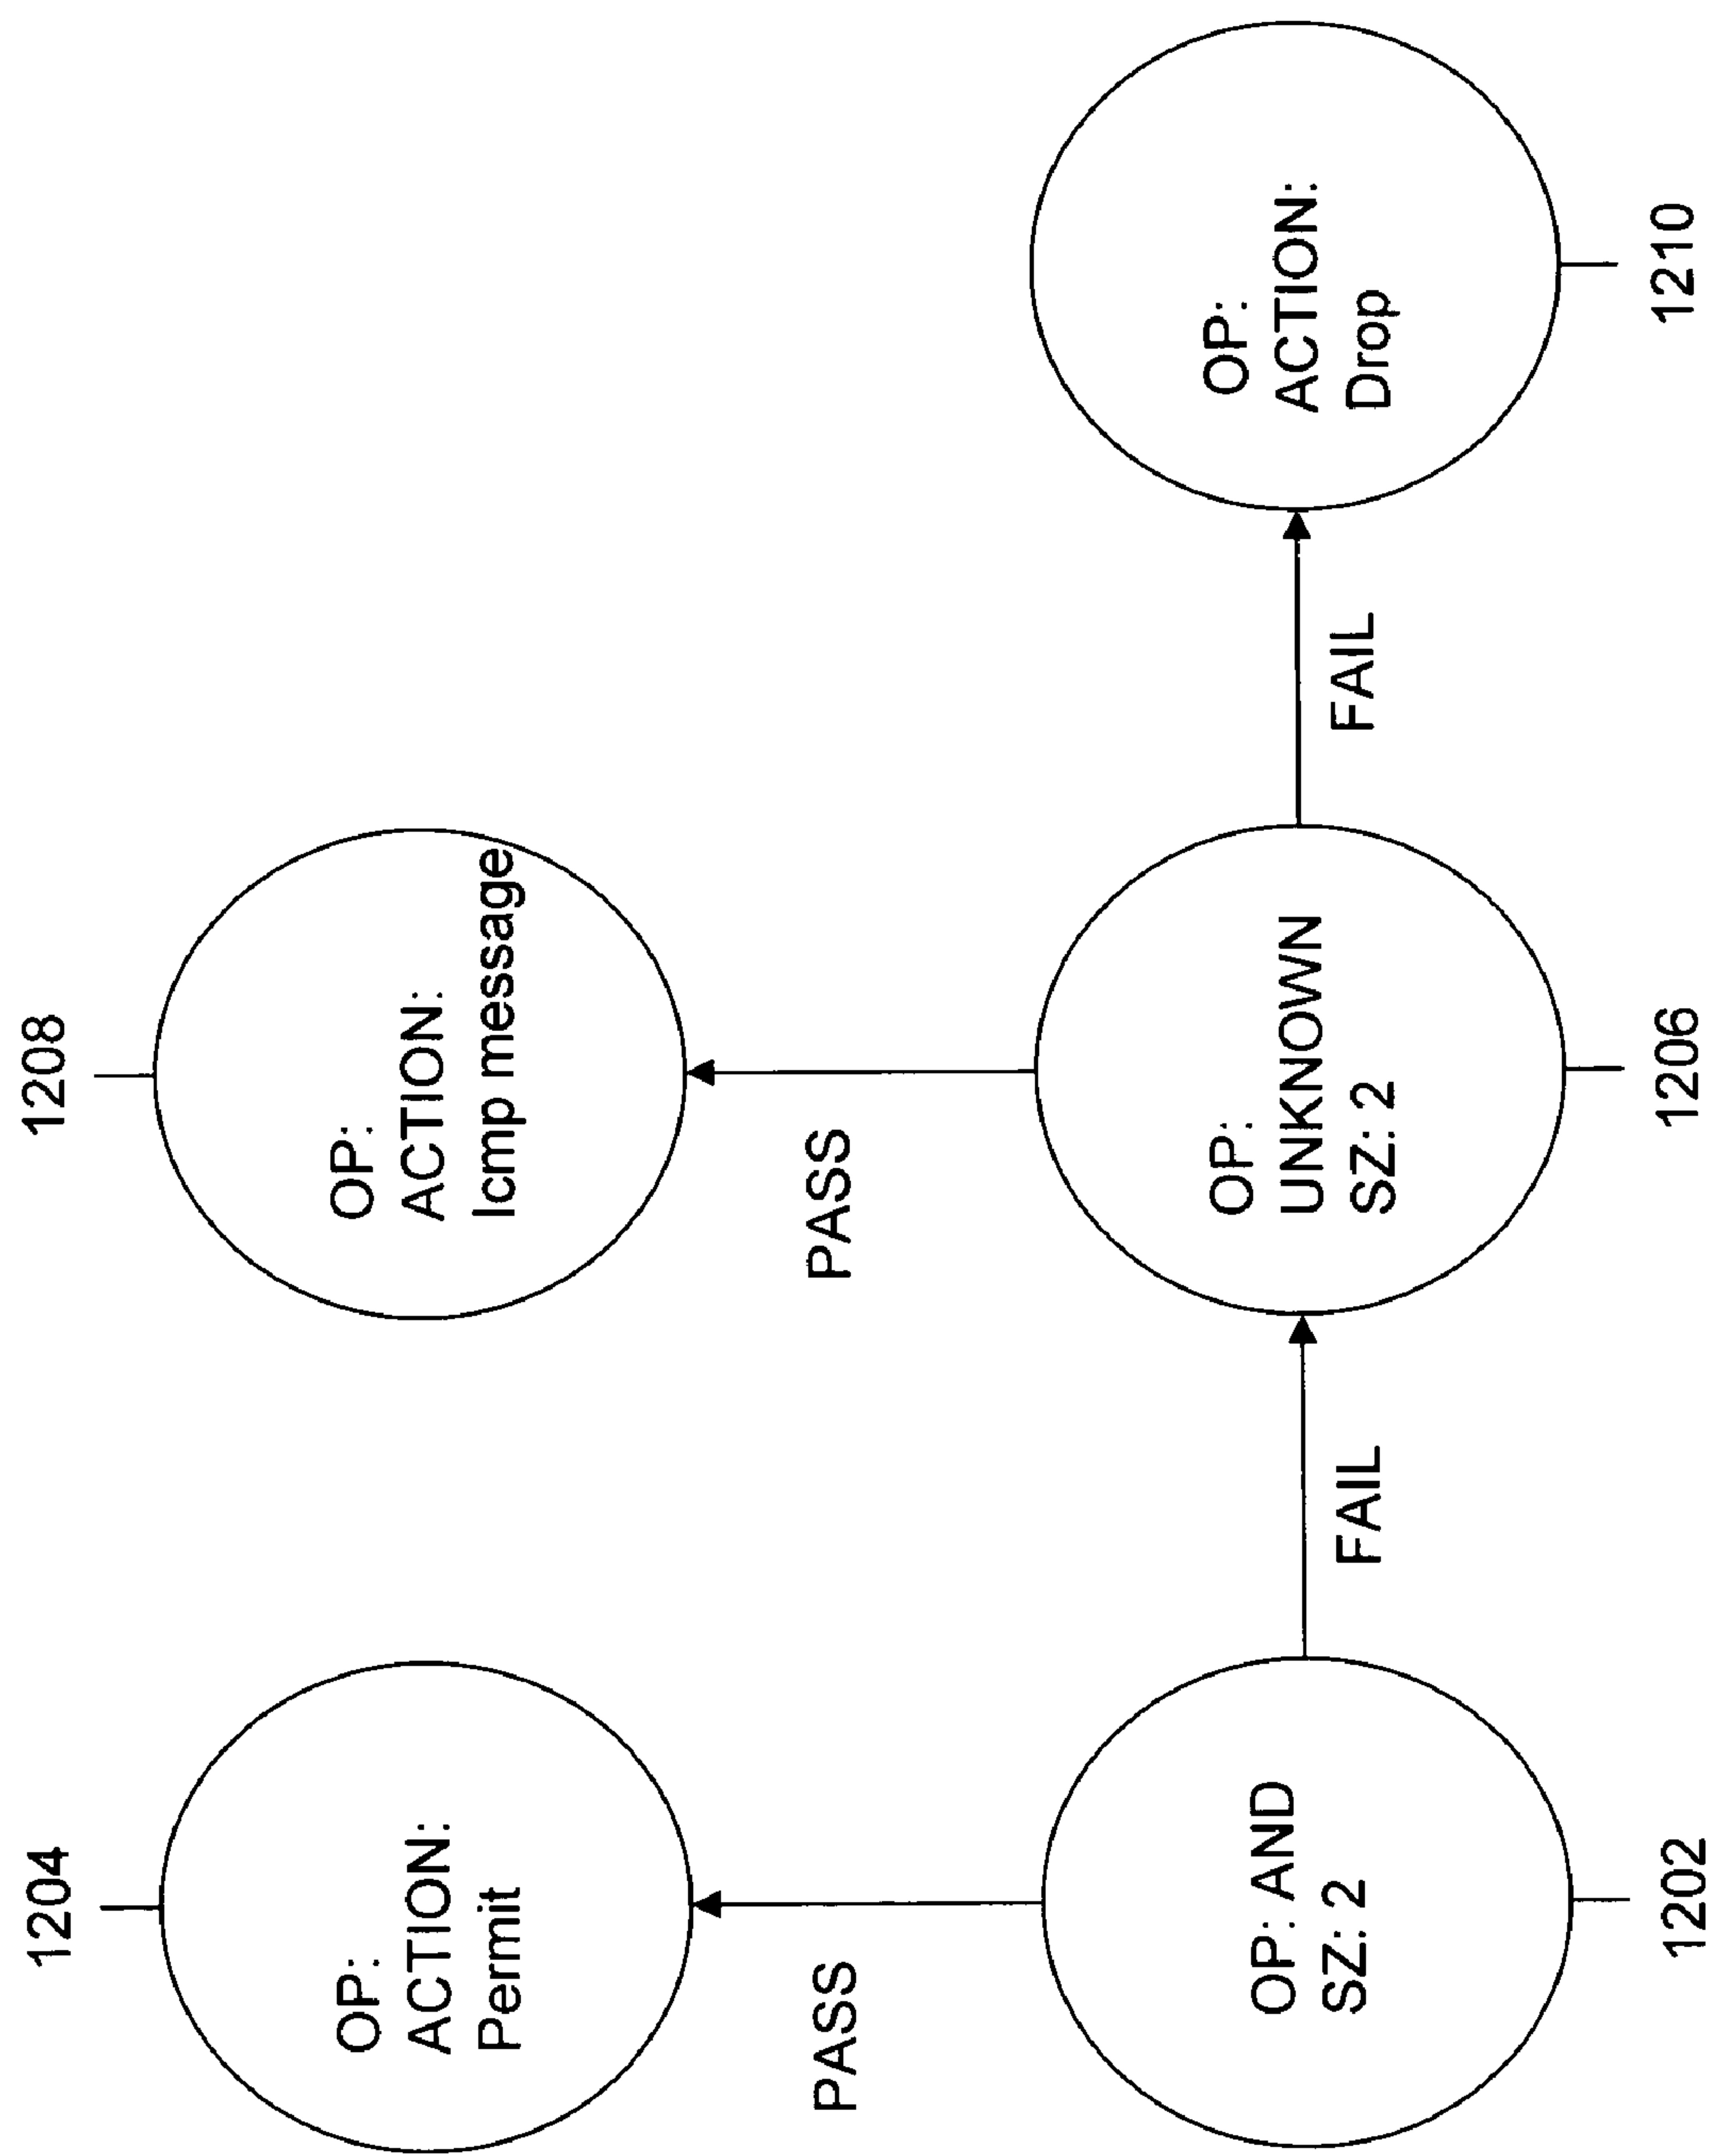 1204
1208
OP:
ACTION:
Permit
OP:
ACTION:
Icmp message
PASS
PASS
OP: AND
SZ: 2
OP:
UNKNOWN
SZ: 2
OP:
ACTION:
Drop
FAIL
FAIL
1202
1206
1210